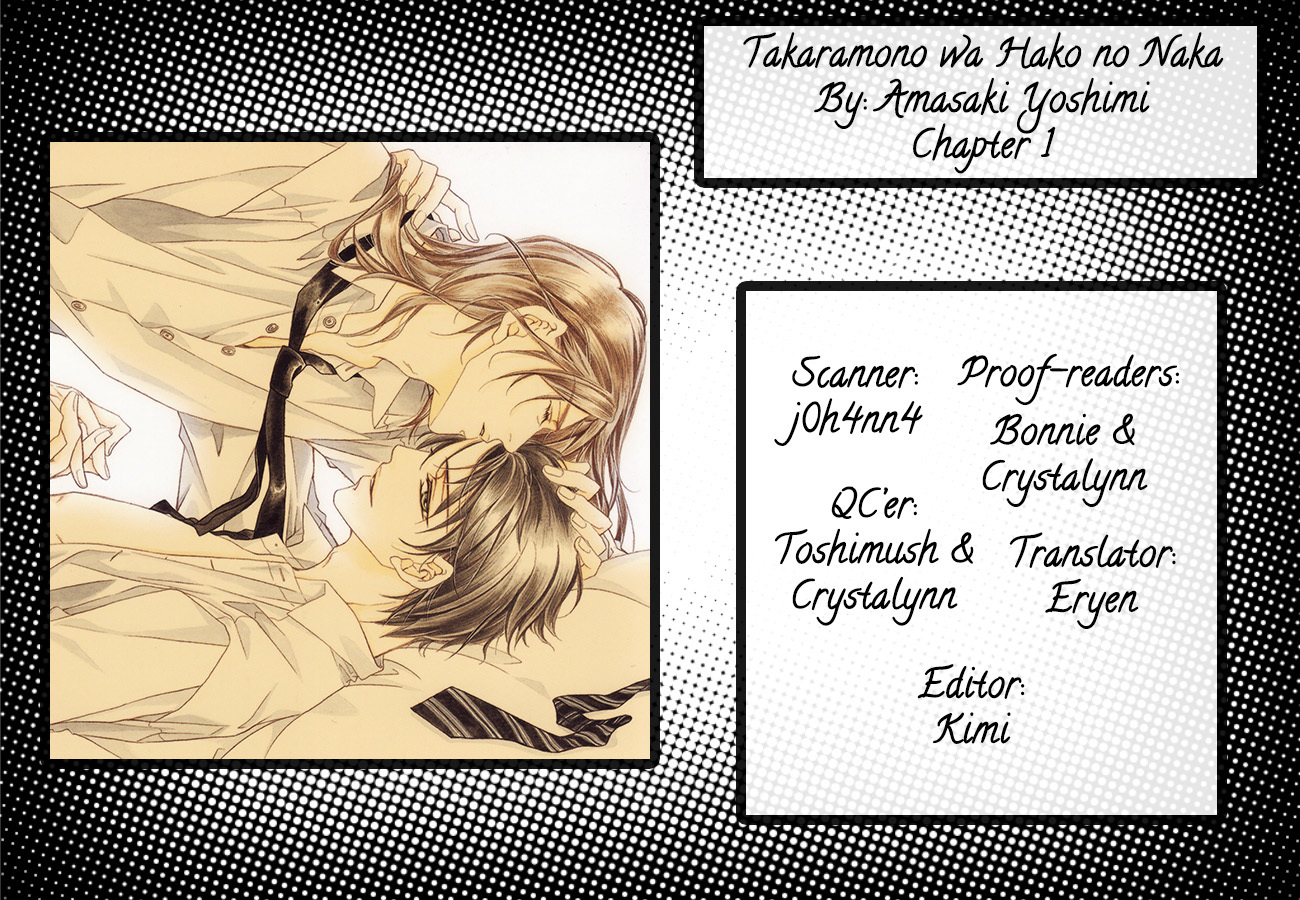 Takaramono wa Hako no Naka
By: Amasaki Yoshimi
Chapter 1
Scanner:
j0h4nn4
Proof-readers:
Bonnie &
Crystalynn
QC'er:
Toshimush &
Crystalynn
Translator:
Eryen
Editor:
Kimi